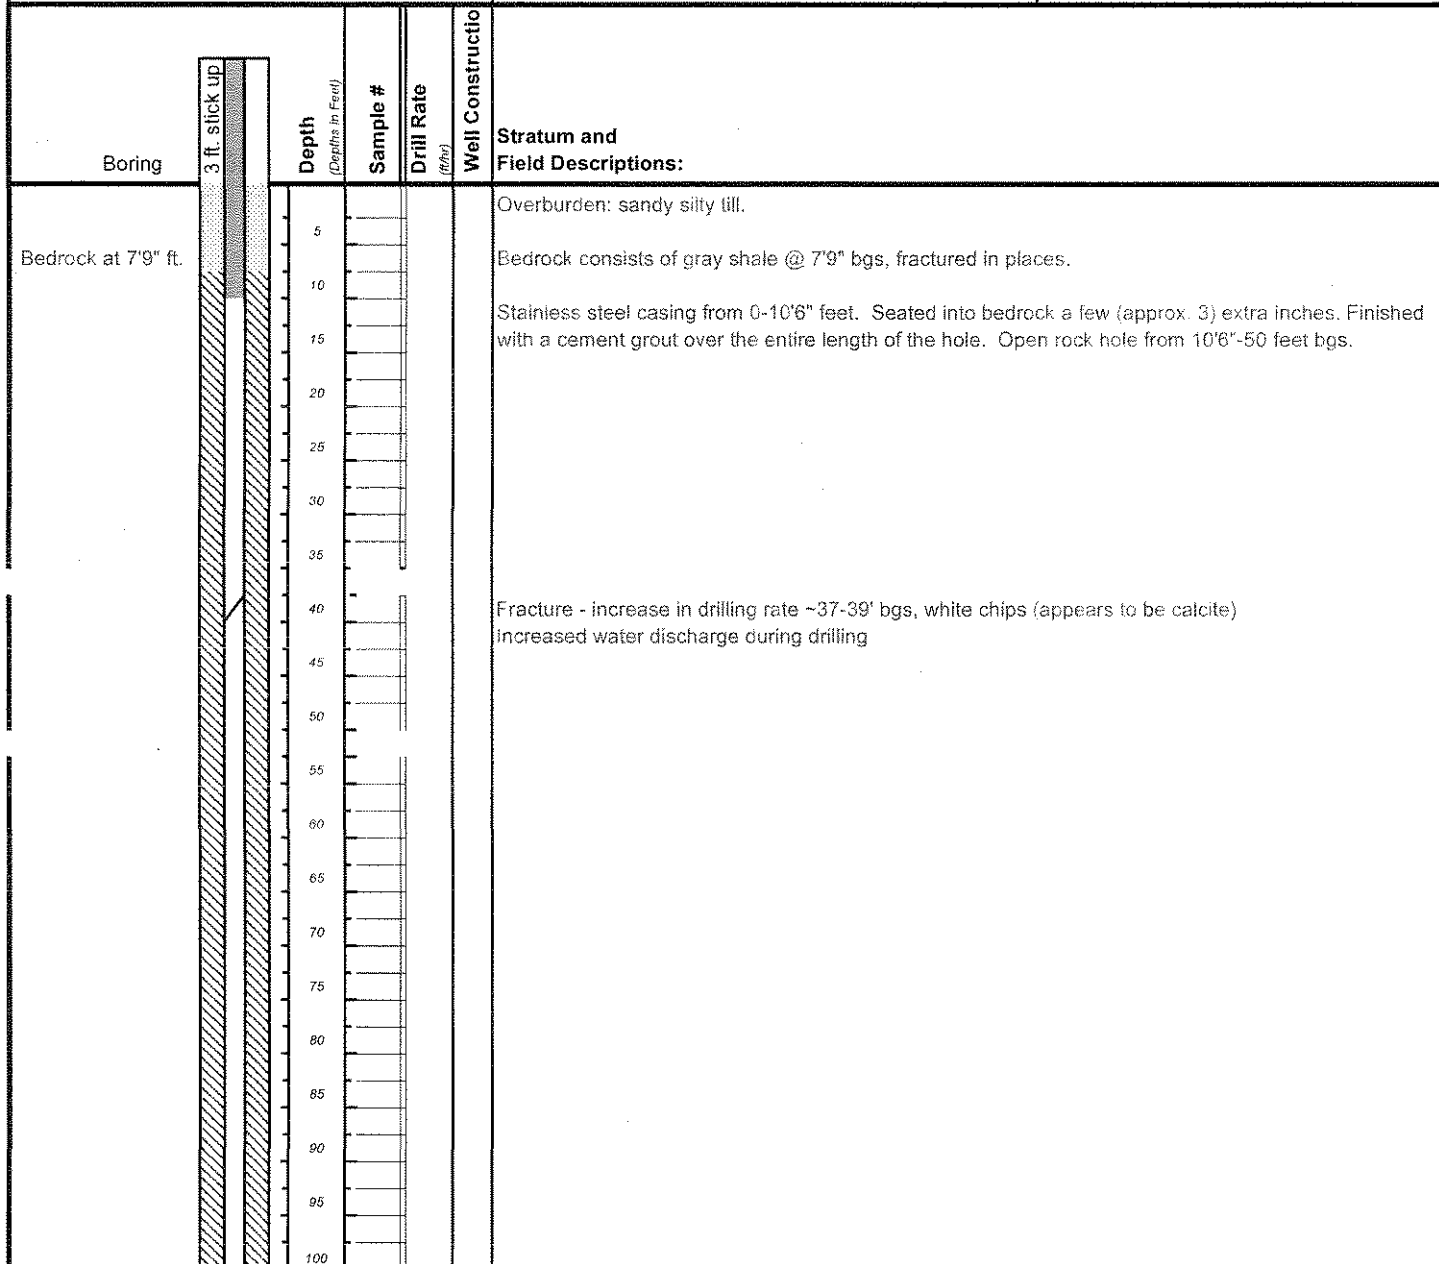 Boring
3 ft. stick up
Depth
(Depths in Feet)
Sample #
Drill Rate
(ft/hr)
Well Constructio
Stratum and
Field Descriptions:
Overburden: sandy silty till.
5
Bedrock at 7'9" ft.
Bedrock consists of gray shale @ 7'9" bgs, fractured in places.
10
Stainless steel casing from 0-10'6" feet. Seated into bedrock a few (approx. 3) extra inches. Finished
15
with a cement grout over the entire length of the hole. Open rock hole from 10'6"-50 feet bgs.
20
25
30
35
40
Fracture - increase in drilling rate ~37-39' bgs, white chips (appears to be calcite)
increased water discharge during drilling
45
50
55
60
65
70
75
80
85
90
95
100